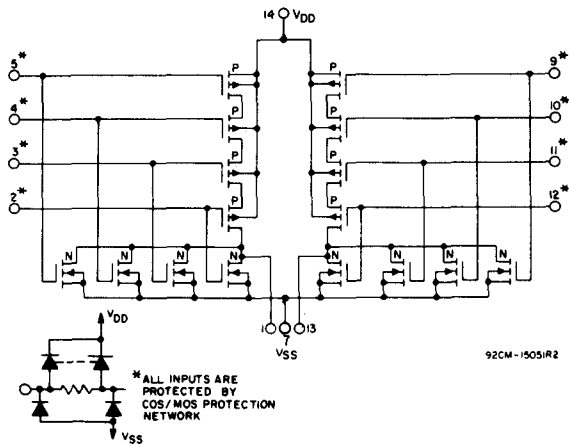 14 VDD
5* P P 9*
4* P P 10*
3* P P 11*
2* P P 12*
N N N N N N N N
1 7 13
VSS
92CM-15051R2
VDD
*ALL INPUTS ARE
PROTECTED BY
COS/MOS PROTECTION
NETWORK
VSS